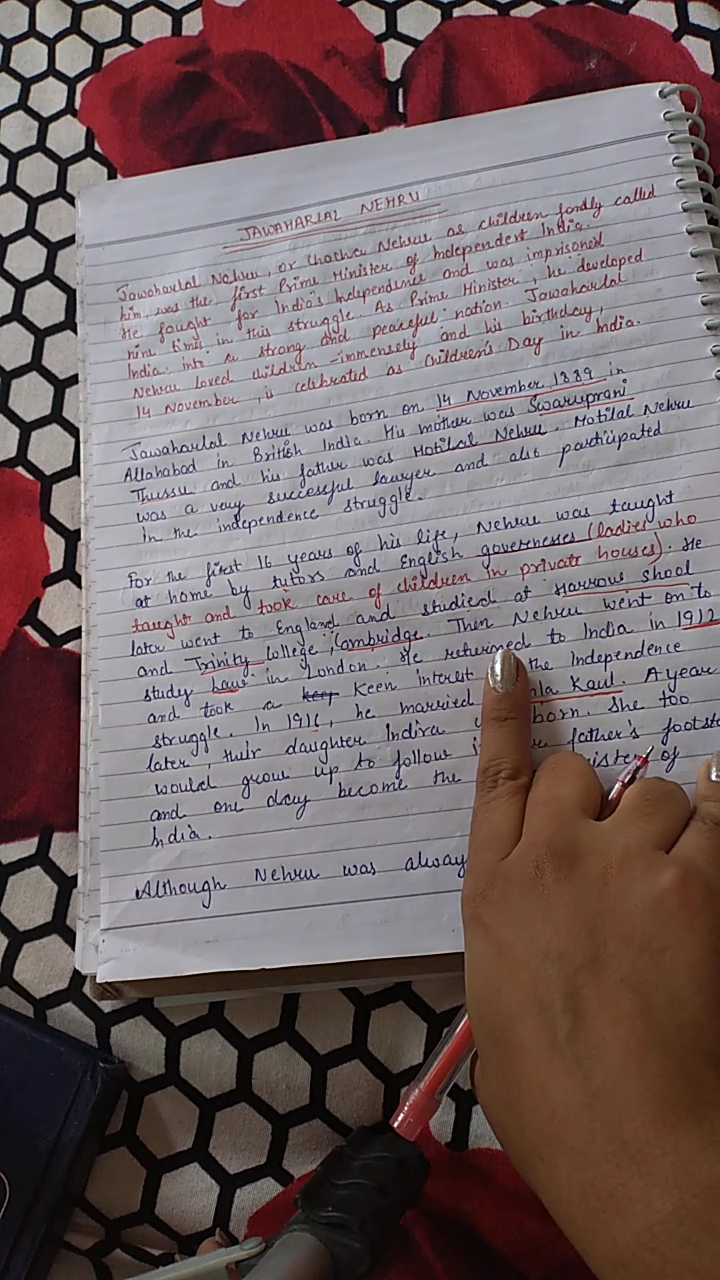 JAWAHARLAL NEHRU
Jawaharlal Nehru, or Chacha Nehru as children fondly called
him, was the first Prime Minister of Independent India.
He fought for India's Independence and was imprisoned
nine times in this struggle. As Prime Minister, he developed
India into a strong and peaceful nation. Jawaharlal
Nehru loved children immensely and his birthday,
14 November, is celebrated as Children's Day in India.
Jawaharlal Nehru was born on 14 November 1889 in
Allahabad in British India. His mother was Swaruprani
Thussu and his father was Motilal Nehru. Motilal Nehru
was a very successful lawyer and also participated
in the independence struggle.
For the first 16 years of his life, Nehru was taught
at home by tutors and English governesses (ladies who
taught and took care of children in private houses). He
later went to England and studied at Harrow shool
and Trinity College, Cambridge. Then Nehru went on to
study Law in London. He returned to India in 1912
and took a Keen interest the Independence
struggle. In 1916, he married Kaul. A year
later, their daughter Indira born. She too
would grow up to follow father's
and one day become the of
India.
Although Nehru was